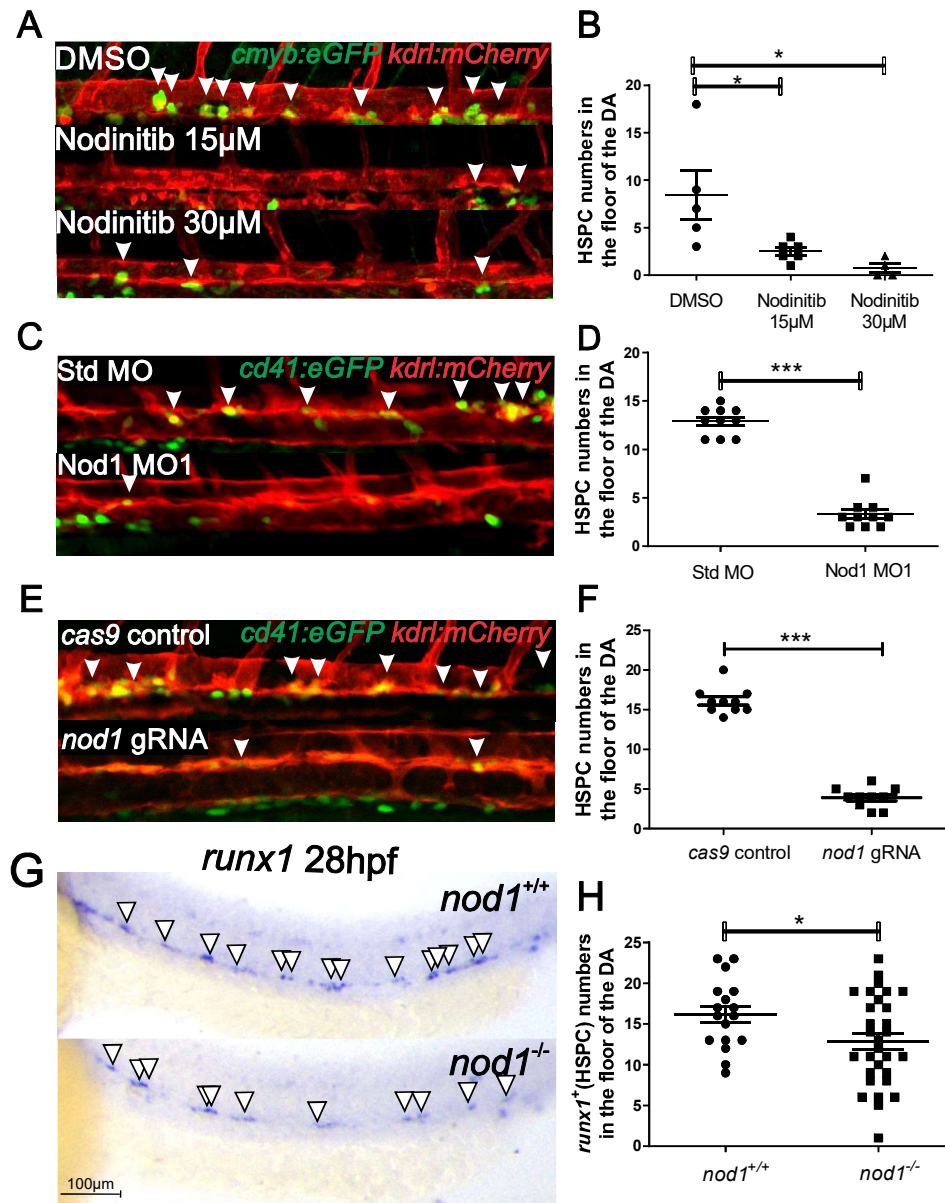 A
DMSO
cmyb:eGFP kdrl:mCherry
Nodinitib 15µM
Nodinitib 30µM
B
HSPC numbers in
the floor of the DA
20
15
10
5
0
*
*
DMSO
Nodinitib
15µM
Nodinitib
30µM
C
Std MO
cd41:eGFP kdrl:mCherry
Nod1 MO1
D
HSPC numbers in
the floor of the DA
20
15
10
5
0
***
Std MO
Nod1 MO1
E
cas9 control
cd41:eGFP kdrl:mCherry
nod1 gRNA
F
HSPC numbers in
the floor of the DA
25
20
15
10
5
0
***
cas9 control
nod1 gRNA
G
runx1 28hpf
nod1+/+
nod1-/-
100µm
H
runx1+(HSPC) numbers
in the floor of the DA
25
20
15
10
5
0
*
nod1+/+
nod1-/-